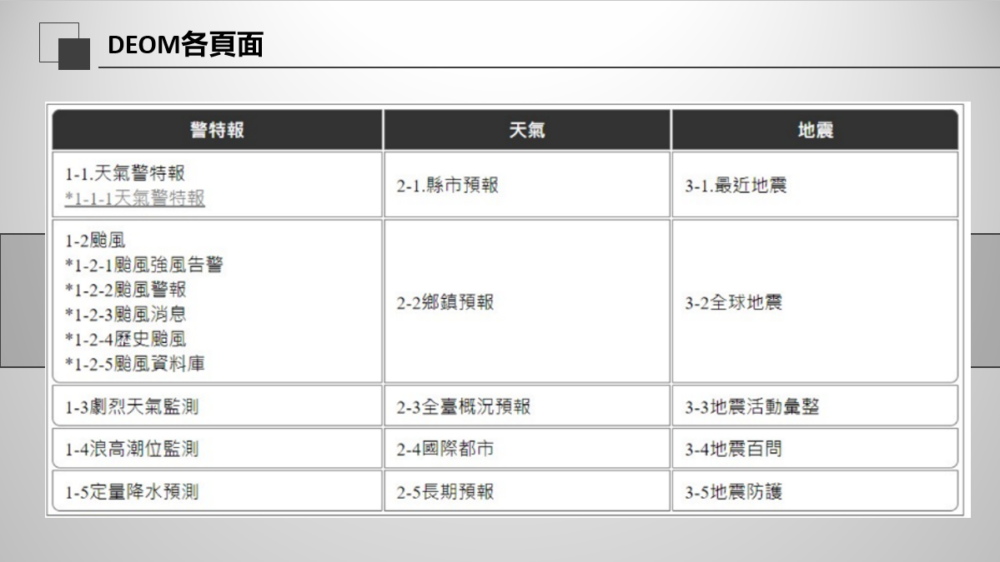 DEOM各頁面
警特報 天氣 地震
1-1.天氣警特報
*1-1-1天氣警特報
2-1.縣市預報
3-1.最近地震
1-2颱風
*1-2-1颱風強風告警
*1-2-2颱風警報
*1-2-3颱風消息
*1-2-4歷史颱風
*1-2-5颱風資料庫
2-2鄉鎮預報
3-2全球地震
1-3劇烈天氣監測
2-3全臺概況預報
3-3地震活動彙整
1-4浪高潮位監測
2-4國際都市
3-4地震百問
1-5定量降水預測
2-5長期預報
3-5地震防護